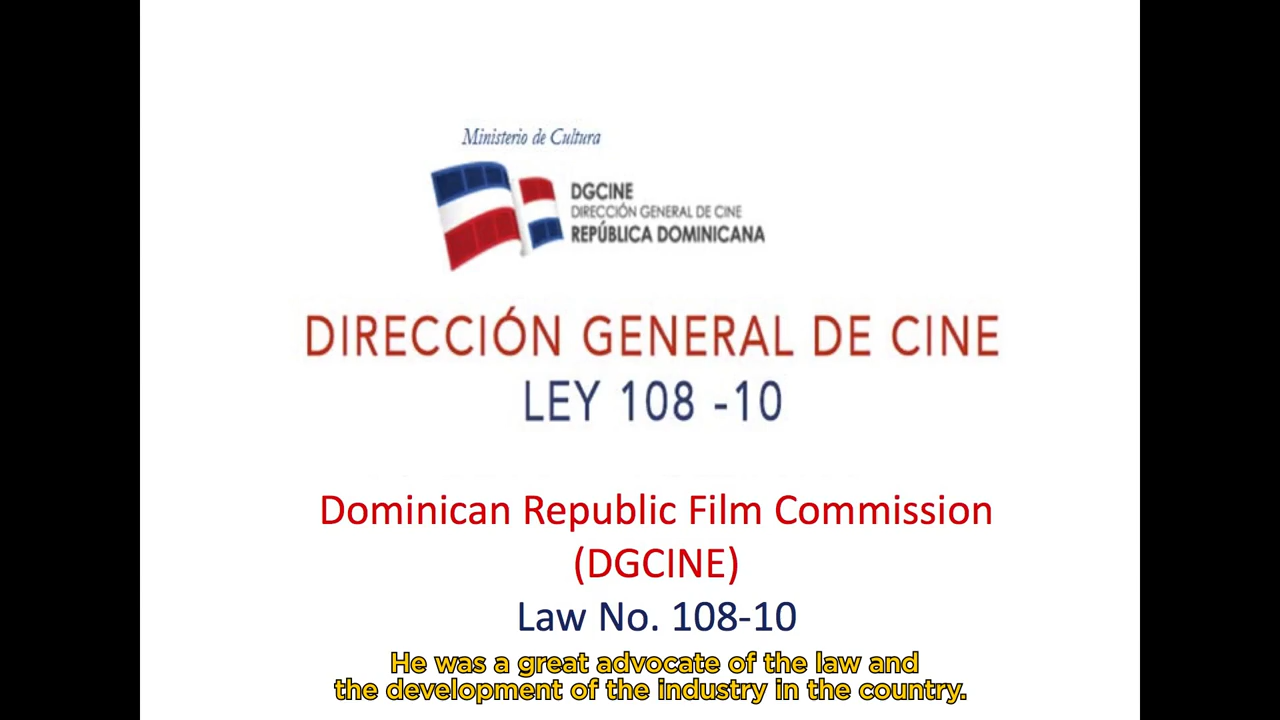 Ministerio de Cultura
DGCINE
DIRECCIÓN GENERAL DE CINE
REPÚBLICA DOMINICANA
DIRECCIÓN GENERAL DE CINE
LEY 108 -10
Dominican Republic Film Commission
(DGCINE)
Law No. 108-10
He was a great advocate of the law and
the development of the industry in the country.